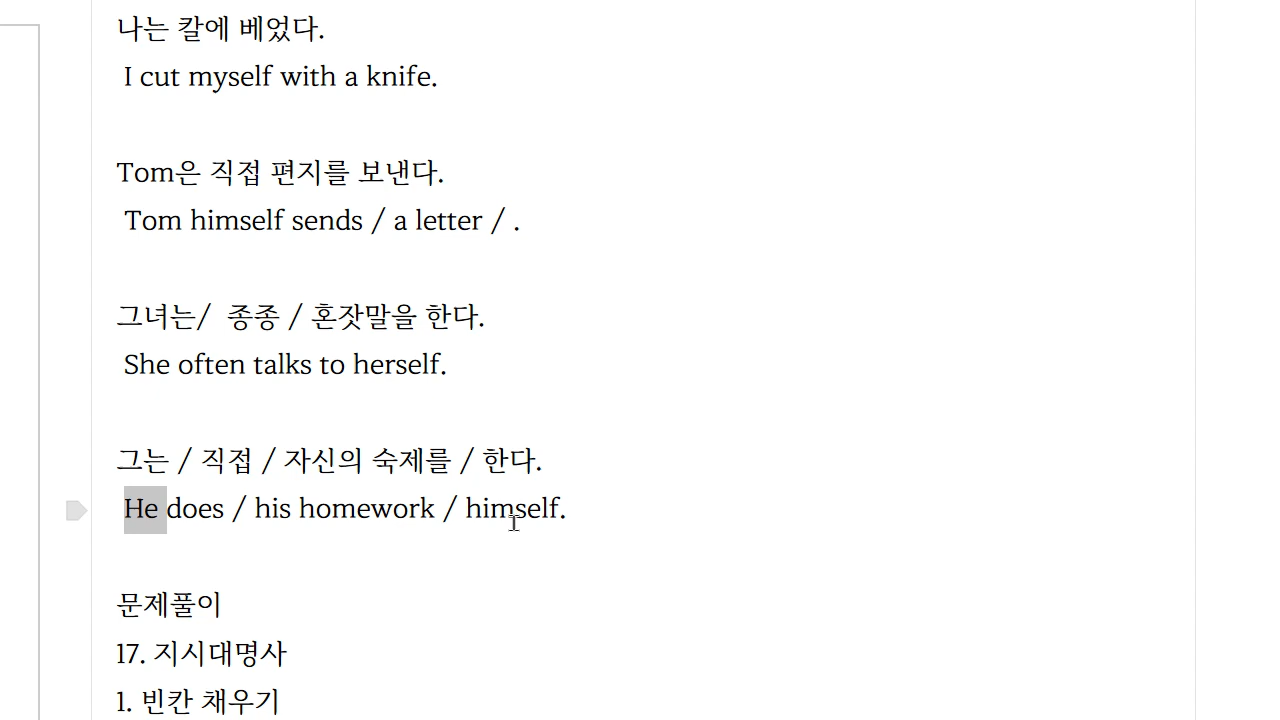 나는 칼에 베었다.
I cut myself with a knife.
Tom은 직접 편지를 보낸다.
Tom himself sends / a letter / .
그녀는/  종종 / 혼잣말을 한다.
She often talks to herself.
그는 / 직접 / 자신의 숙제를 / 한다.
He does / his homework / himself.
문제풀이
17. 지시대명사
1. 빈칸 채우기